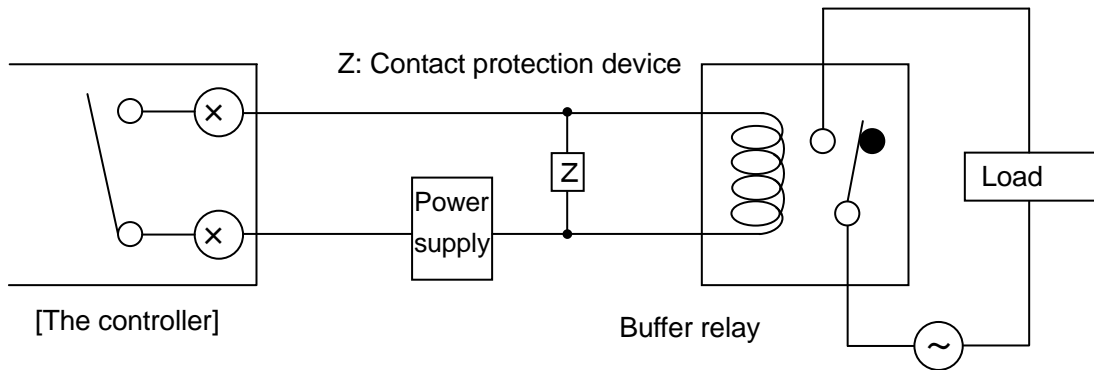 Z: Contact protection device
Z
Load
Power
supply
[The controller]
Buffer relay
~